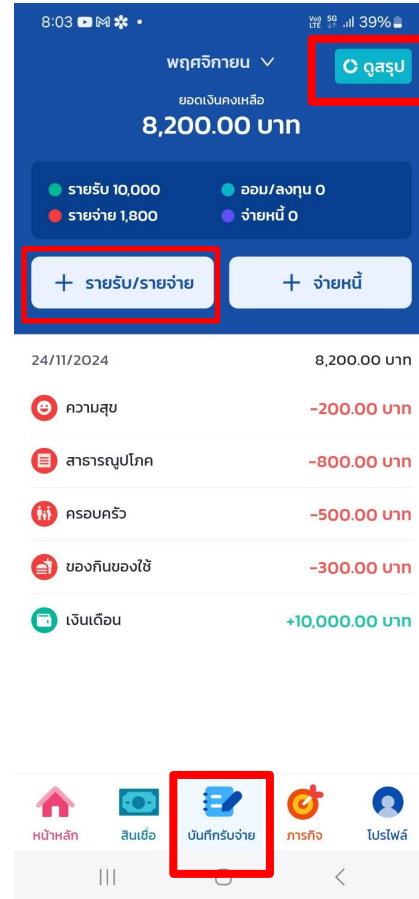 8:03
Vo) LTE 5G 39%
พฤศจิกายน
ดูสรุป
ยอดเงินคงเหลือ
8,200.00 บาท
รายรับ 10,000 ออม/ลงทุน 0
รายจ่าย 1,800 จ่ายหนี้ 0
+ รายรับ/รายจ่าย + จ่ายหนี้
24/11/2024 8,200.00 บาท
ความสุข -200.00 บาท
สาธารณูปโภค -800.00 บาท
ครอบครัว -500.00 บาท
ของกินของใช้ -300.00 บาท
เงินเดือน +10,000.00 บาท
หน้าหลัก สินเชื่อ บันทึกรับจ่าย ภารกิจ โปรไฟล์